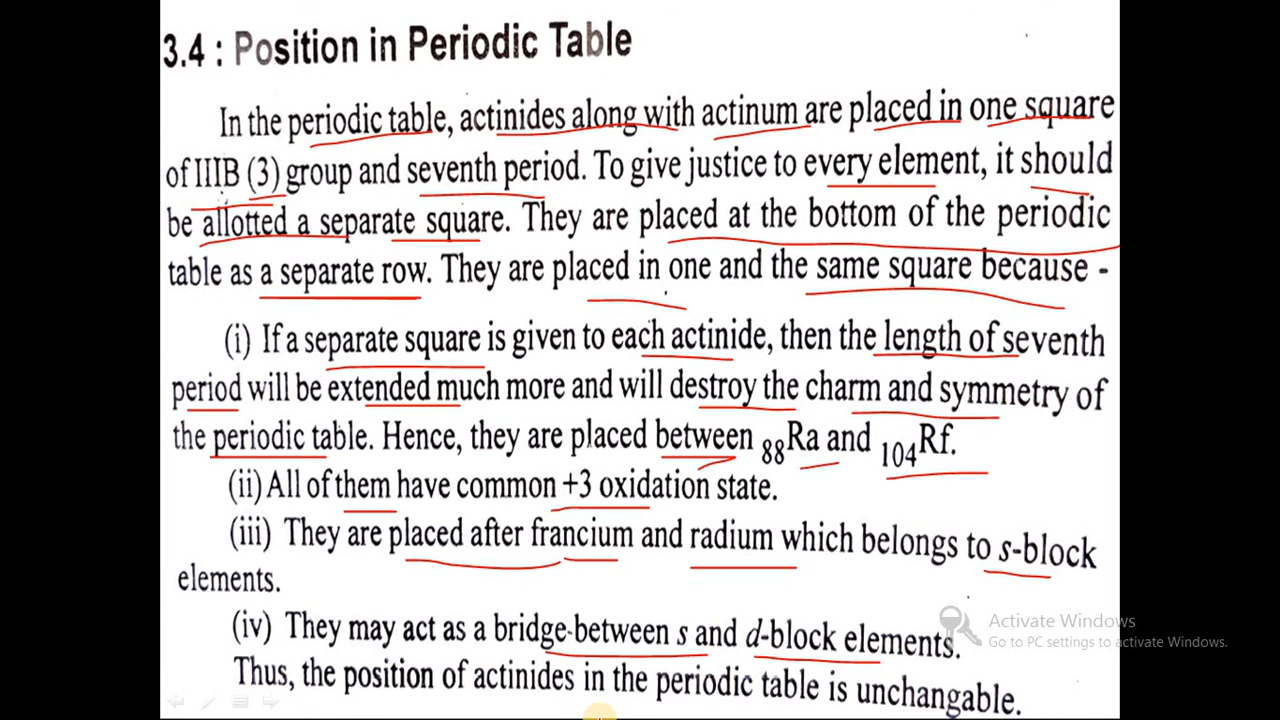 3.4 : Position in Periodic Table
In the periodic table, actinides along with actinum are placed in one square
of IIIB (3) group and seventh period. To give justice to every element, it should
be allotted a separate square. They are placed at the bottom of the periodic
table as a separate row. They are placed in one and the same square because -
(i) If a separate square is given to each actinide, then the length of seventh
period will be extended much more and will destroy the charm and symmetry of
the periodic table. Hence, they are placed between ₈₈Ra and ₁₀₄Rf.
(ii) All of them have common +3 oxidation state.
(iii) They are placed after francium and radium which belongs to s-block
elements.
(iv) They may act as a bridge between s and d-block elements.
Thus, the position of actinides in the periodic table is unchangable.
Activate Windows
Go to PC settings to activate Windows.